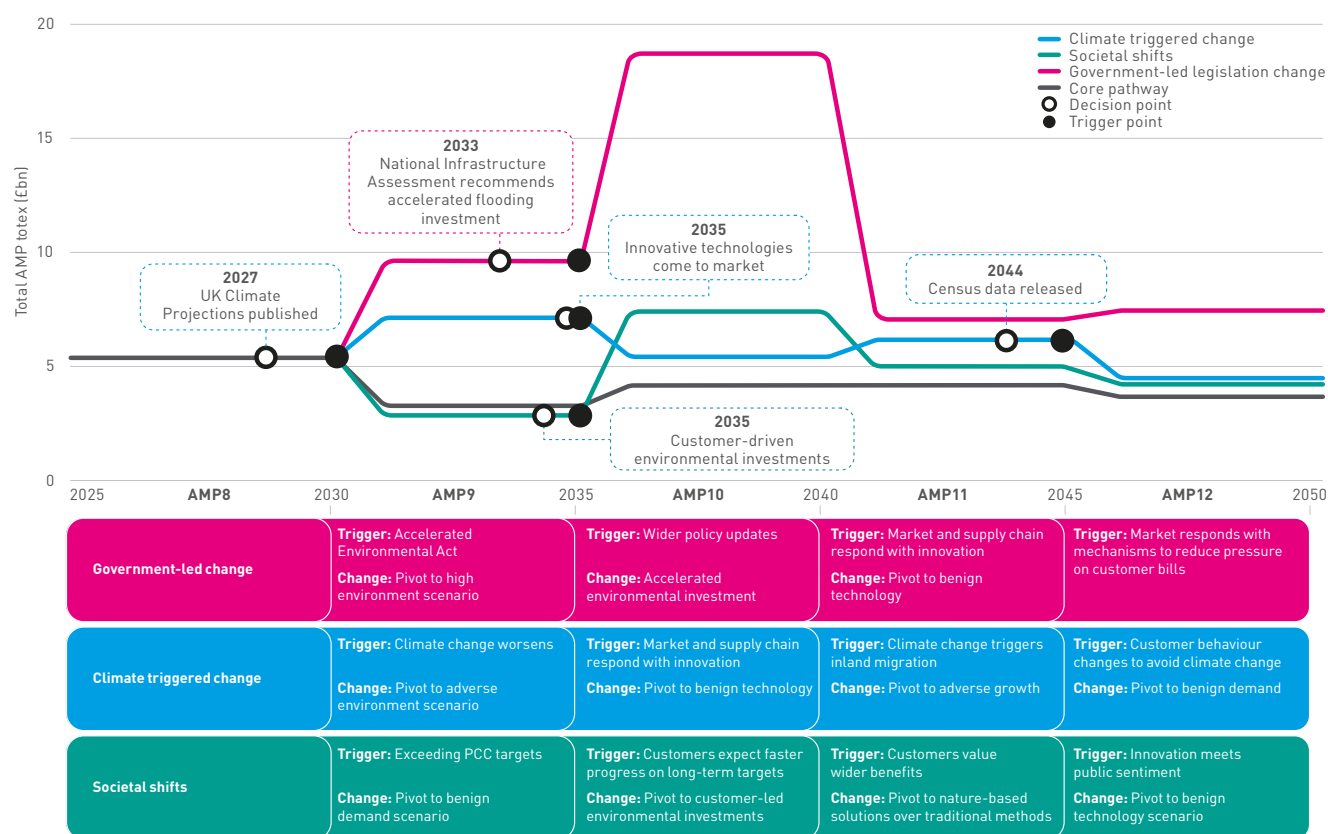 20
Climate triggered change
Societal shifts
Government-led legislation change
Core pathway
Decision point
Trigger point
15
Total AMP totex (£bn)
2033
National Infrastructure
Assessment recommends
accelerated flooding
investment
2035
Innovative technologies
come to market
10
2044
Census data released
2027
UK Climate
Projections published
5
2035
Customer-driven
environmental investments
0
2025 AMP8 2030 AMP9 2035 AMP10 2040 AMP11 2045 AMP12 2050
Government-led change
Trigger: Accelerated
Environmental Act
Change: Pivot to high
environment scenario
Trigger: Wider policy updates
Change: Accelerated
environmental investment
Trigger: Market and supply chain
respond with innovation
Change: Pivot to benign
technology
Trigger: Market responds with
mechanisms to reduce pressure
on customer bills
Climate triggered change
Trigger: Climate change worsens
Change: Pivot to adverse
environment scenario
Trigger: Market and supply chain
respond with innovation
Change: Pivot to benign technology
Trigger: Climate change triggers
inland migration
Change: Pivot to adverse growth
Trigger: Customer behaviour
changes to avoid climate change
Change: Pivot to benign demand
Societal shifts
Trigger: Exceeding PCC targets
Change: Pivot to benign
demand scenario
Trigger: Customers expect faster
progress on long-term targets
Change: Pivot to customer-led
environmental investments
Trigger: Customers value
wider benefits
Change: Pivot to nature-based
solutions over traditional methods
Trigger: Innovation meets
public sentiment
Change: Pivot to benign
technology scenario